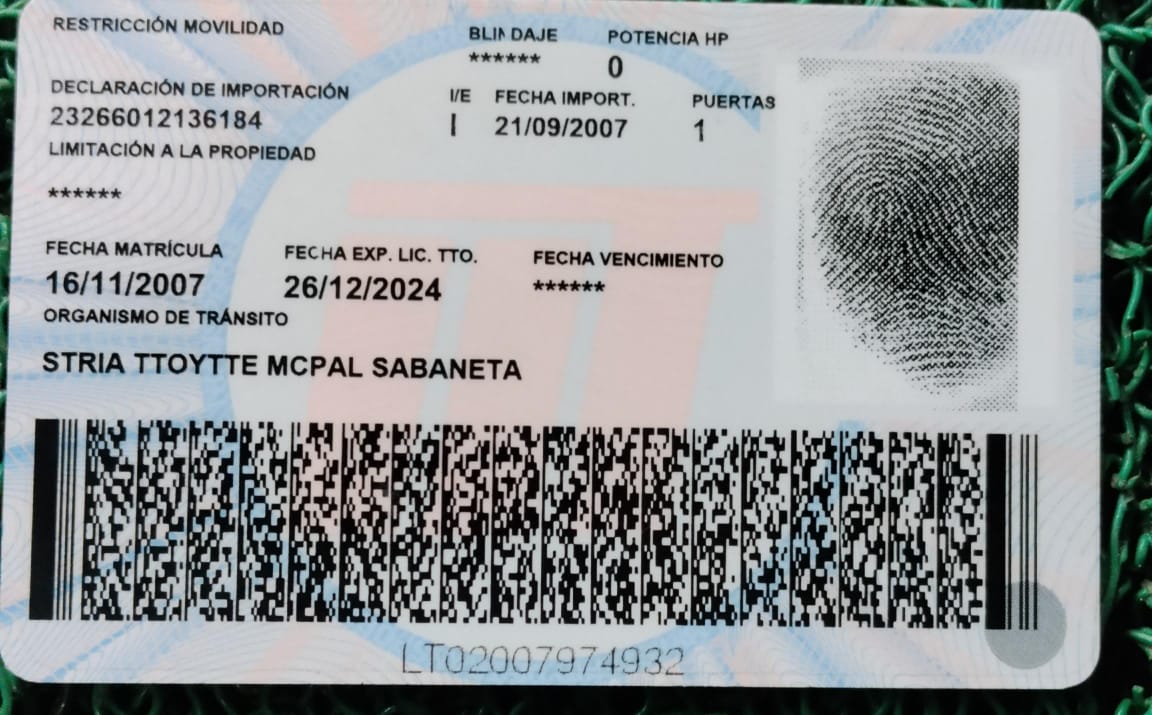 RESTRICCIÓN MOVILIDAD BLINDAJE POTENCIA HP
****** 0
DECLARACIÓN DE IMPORTACIÓN I/E FECHA IMPORT. PUERTAS
23266012136184 I 21/09/2007 1
LIMITACIÓN A LA PROPIEDAD
******
FECHA MATRÍCULA FECHA EXP. LIC. TTO. FECHA VENCIMIENTO
16/11/2007 26/12/2024 ******
ORGANISMO DE TRÁNSITO
STRIA TTOYTTE MCPAL SABANETA
LT02007974932